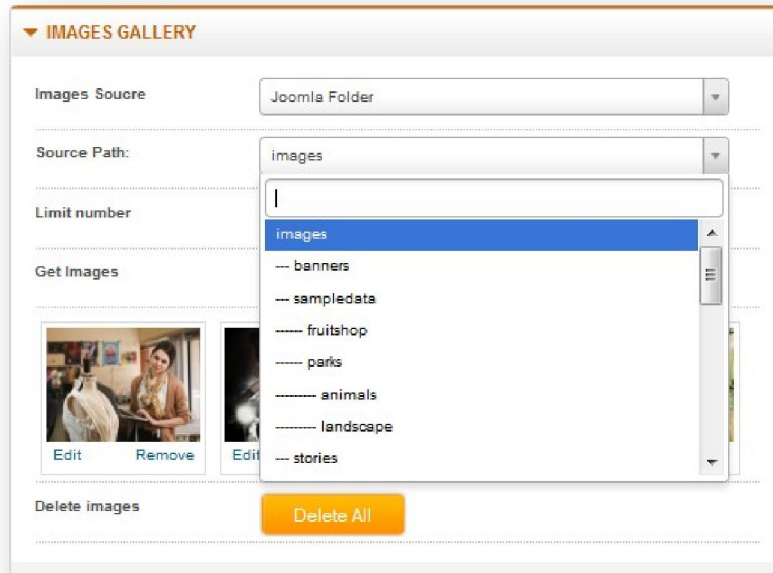 IMAGES GALLERY
Images Soucre
Joomla Folder
Source Path:
images
Limit number
images
--- banners
Get Images
--- sampledata
------ fruitshop
------ parks
--------- animals
--------- landscape
--- stories
Edit
Remove
Edit
Delete images
Delete All